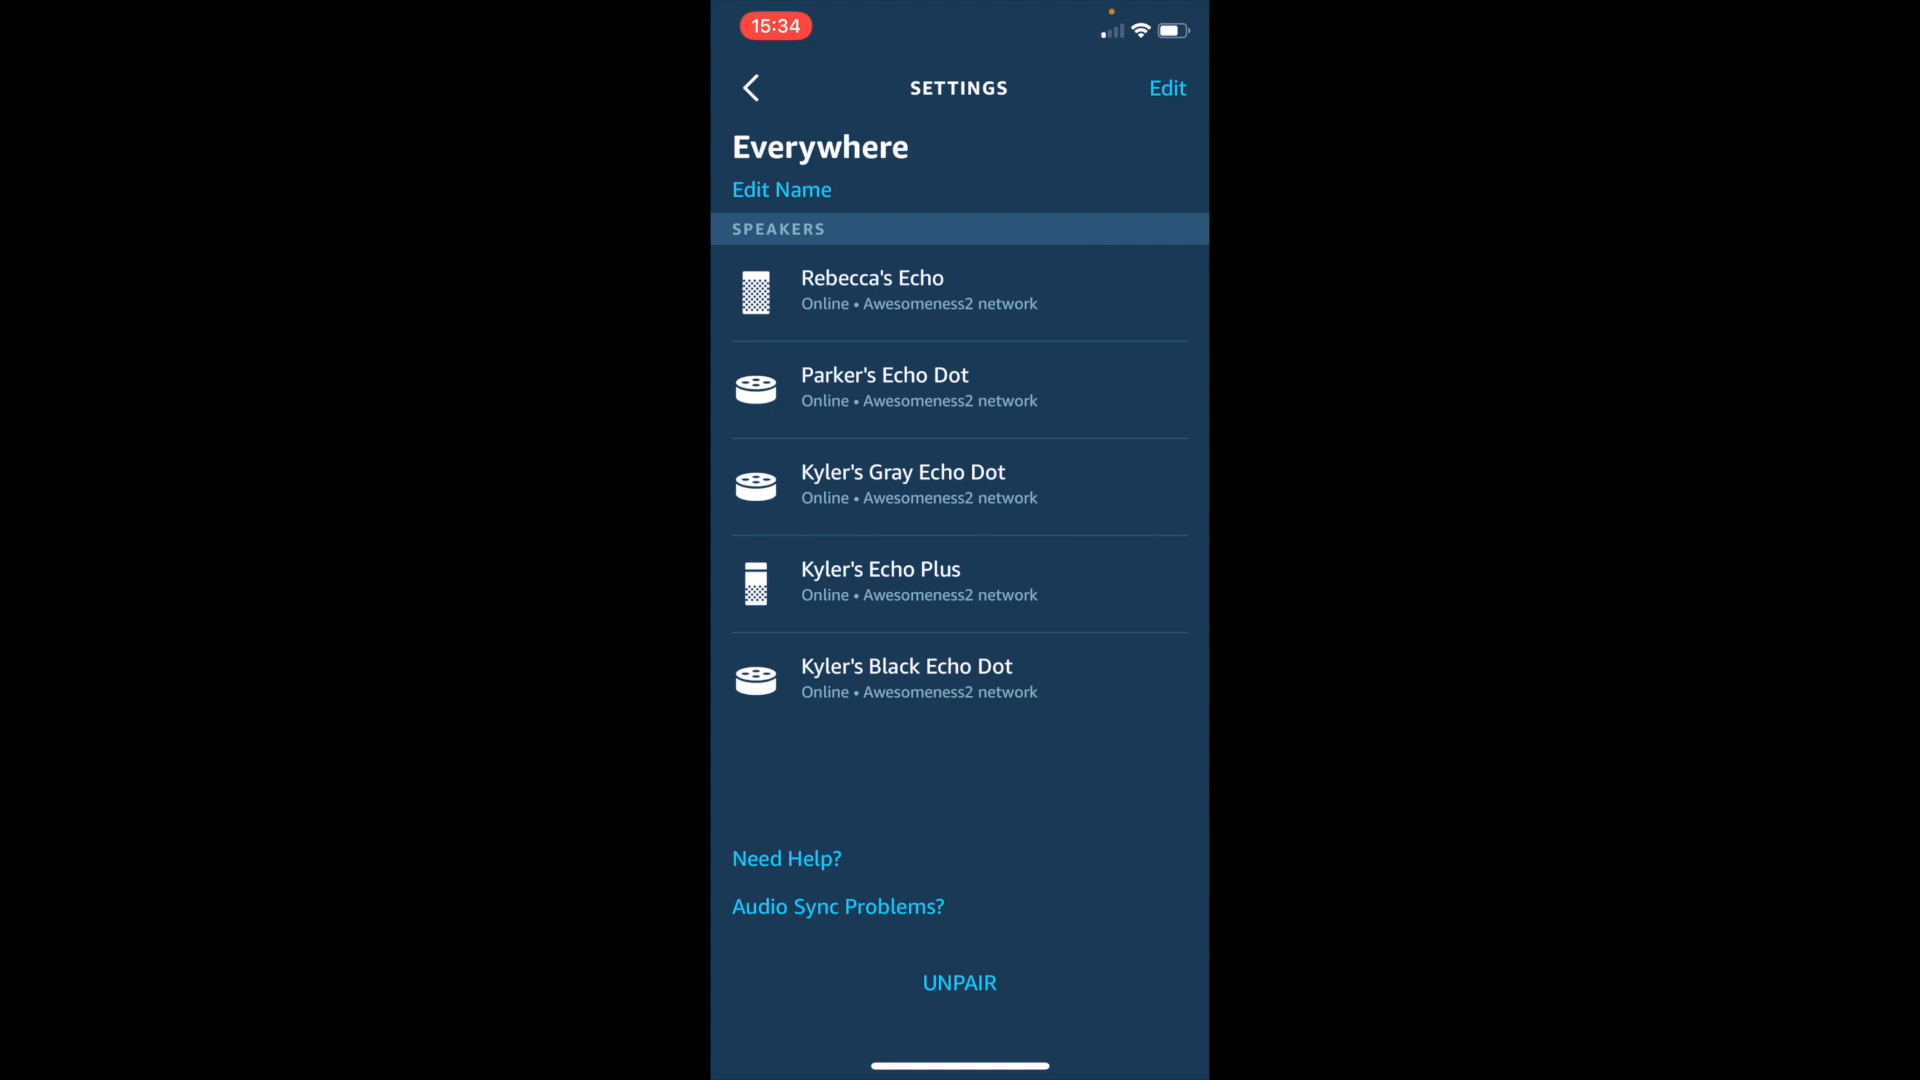 15:34
SETTINGS
Edit
Everywhere
Edit Name
SPEAKERS
Rebecca's Echo
Online • Awesomeness2 network
Parker's Echo Dot
Online • Awesomeness2 network
Kyler's Gray Echo Dot
Online • Awesomeness2 network
Kyler's Echo Plus
Online • Awesomeness2 network
Kyler's Black Echo Dot
Online • Awesomeness2 network
Need Help?
Audio Sync Problems?
UNPAIR